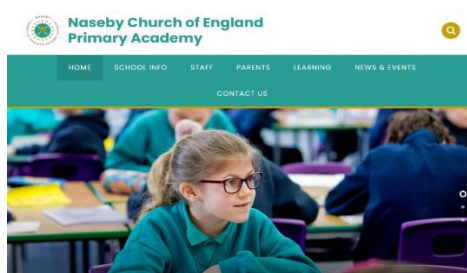 Naseby Church of England
Primary Academy
HOME SCHOOL INFO STAFF PARENTS LEARNING NEWS & EVENTS
CONTACT US